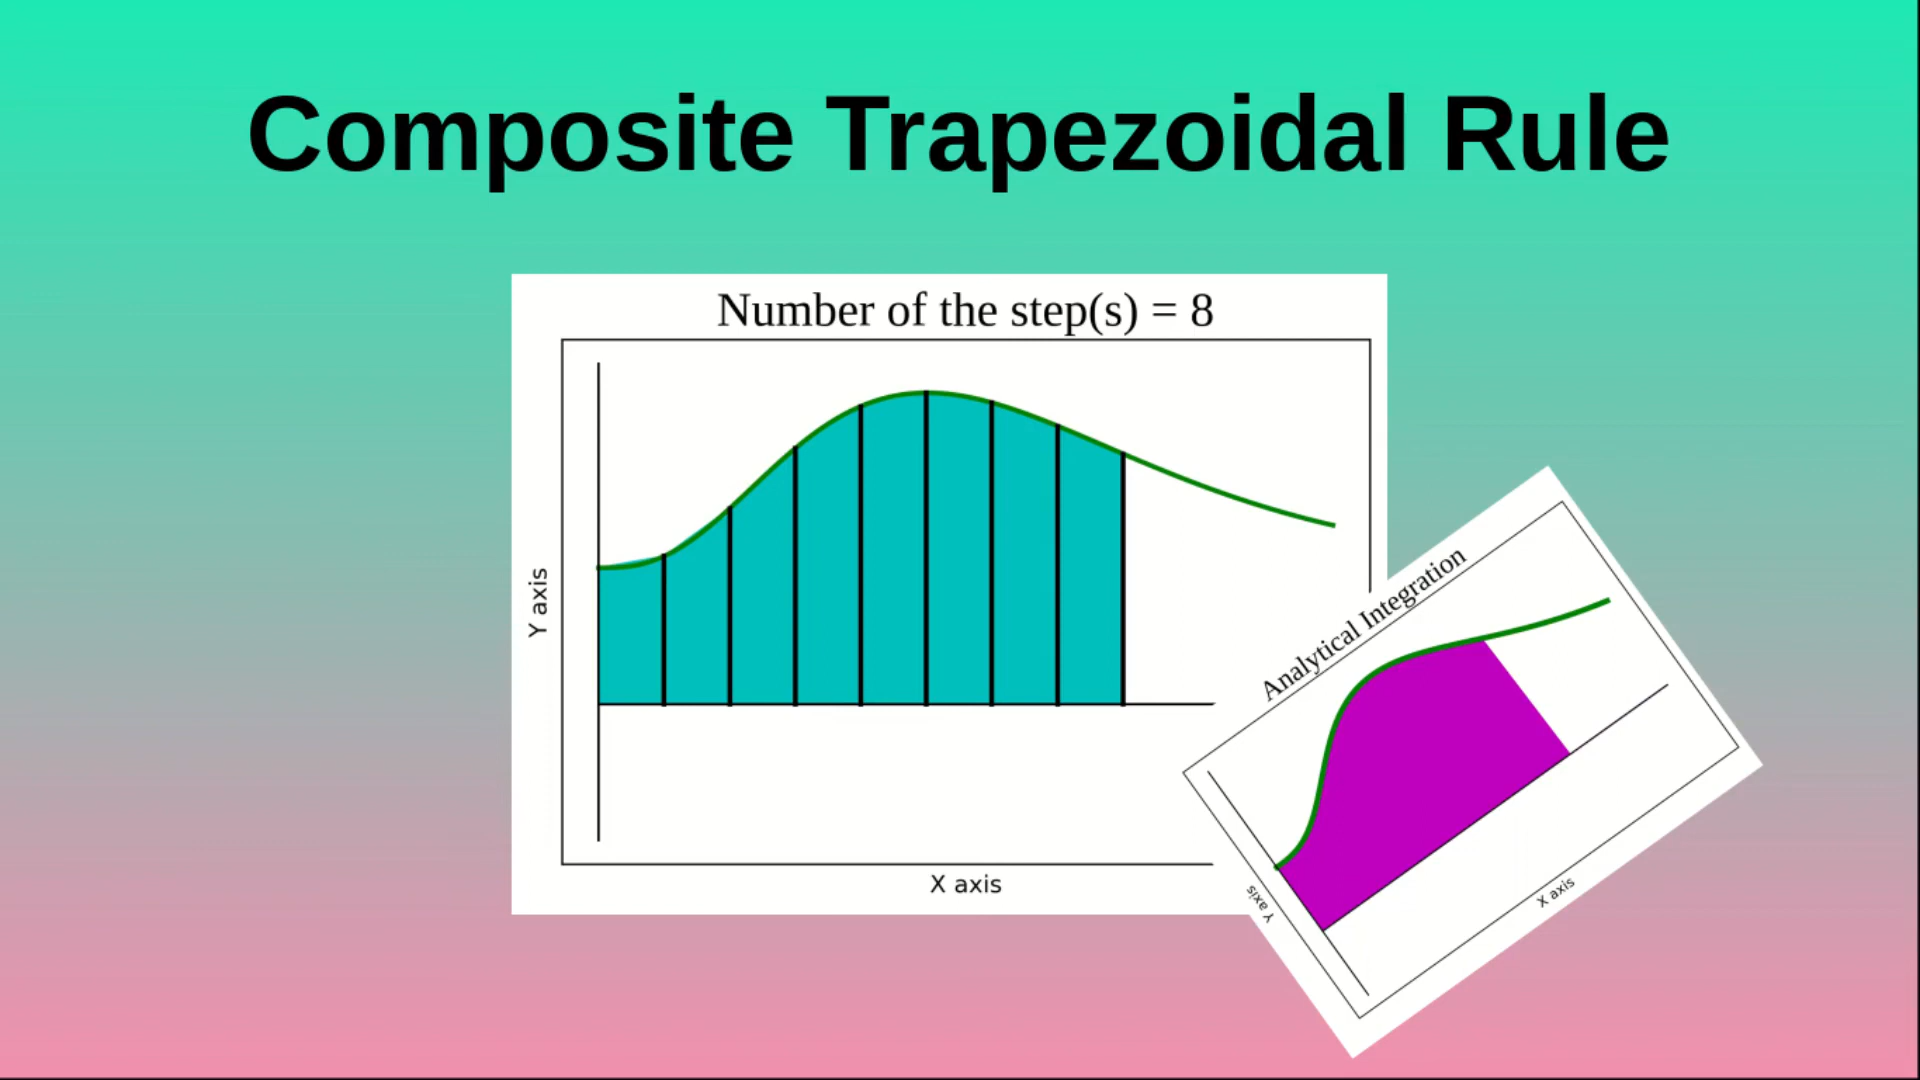 Composite Trapezoidal Rule
Number of the step(s) = 8
Y axis
X axis
Analytical Integration
Y axis
X axis